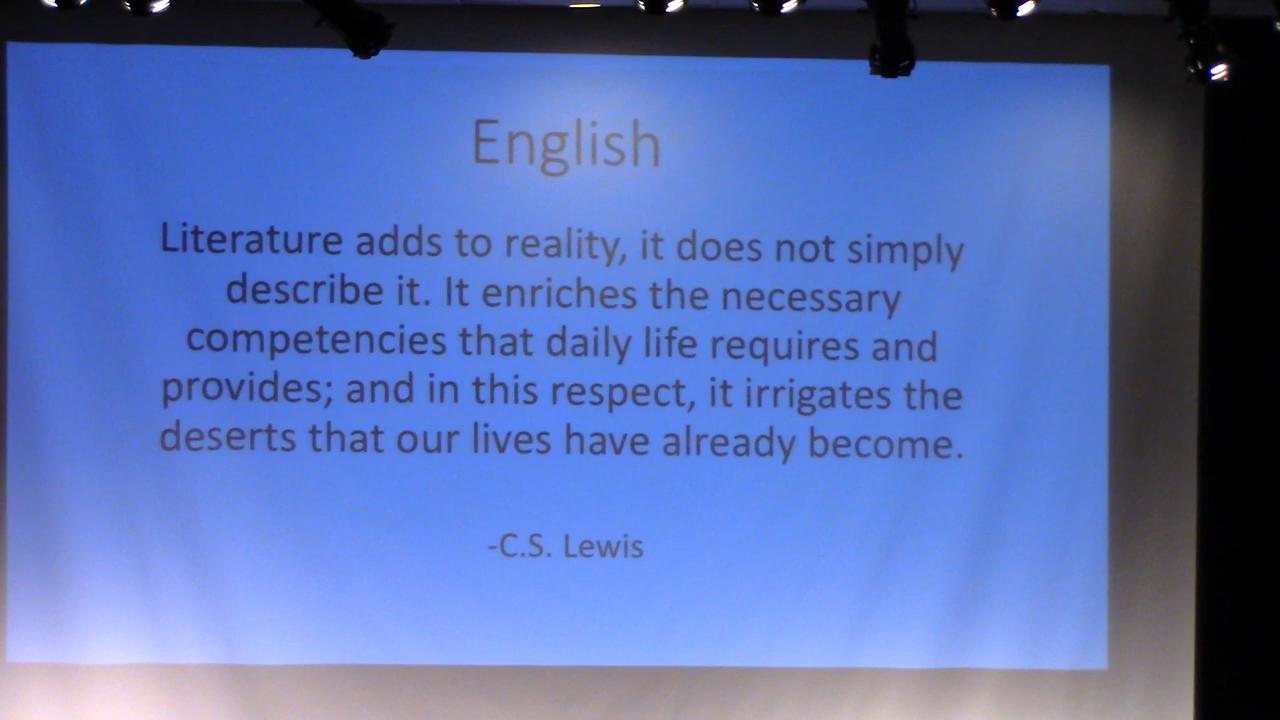 English
Literature adds to reality, it does not simply
describe it. It enriches the necessary
competencies that daily life requires and
provides; and in this respect, it irrigates the
deserts that our lives have already become.
-C.S. Lewis